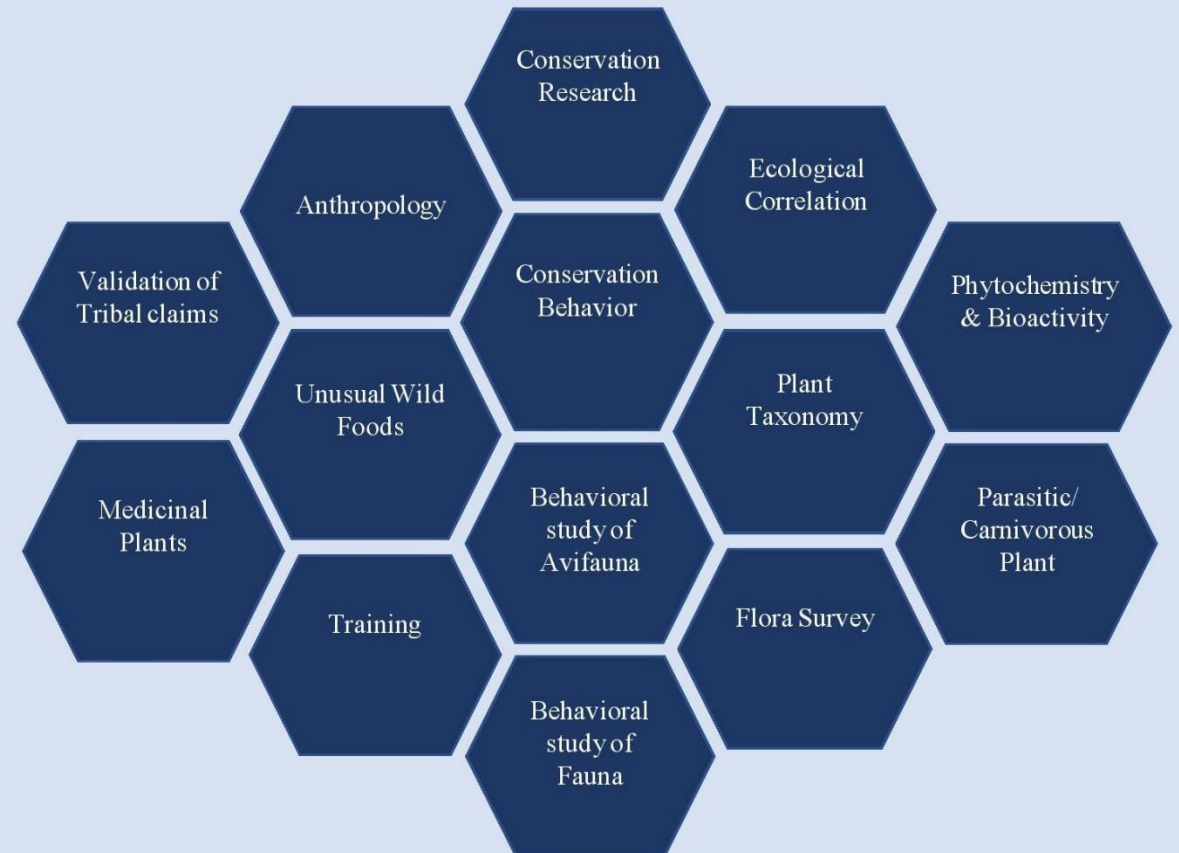 Conservation
Research
Anthropology
Ecological
Correlation
Validation of
Tribal claims
Conservation
Behavior
Phytochemistry
& Bioactivity
Unusual Wild
Foods
Plant
Taxonomy
Medicinal
Plants
Behavioral
study of
Avifauna
Parasitic/
Carnivorous
Plant
Training
Flora Survey
Behavioral
study of
Fauna